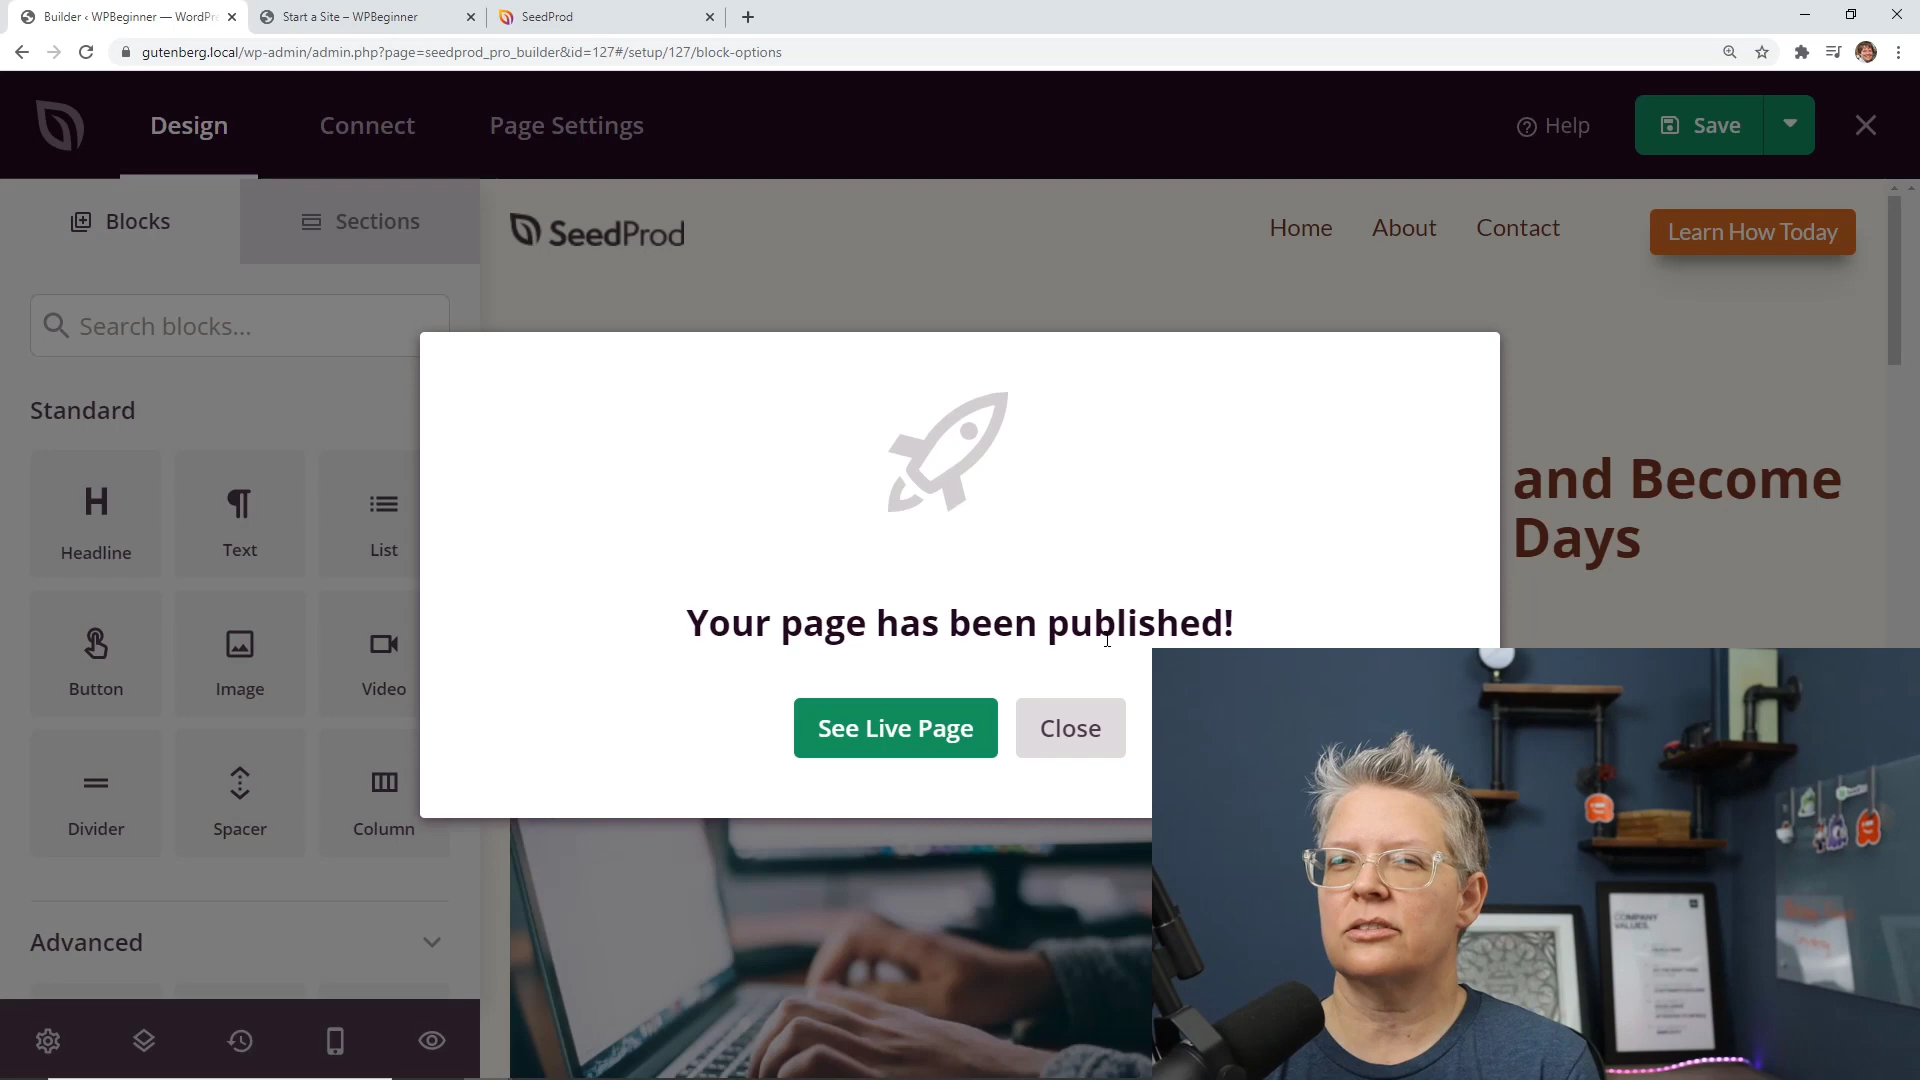 Builder ‹ WPBeginner — WordPre
Start a Site – WPBeginner
SeedProd
gutenberg.local/wp-admin/admin.php?page=seedprod_pro_builder&id=127#/setup/127/block-options
Design
Connect
Page Settings
Help
Save
Blocks
Sections
SeedProd
Home
About
Contact
Learn How Today
Search blocks...
Standard
and Become
Days
H
Headline
Text
List
Button
Image
Video
Your page has been published!
See Live Page
Close
Divider
Spacer
Column
Advanced
COMPANY
VALUES